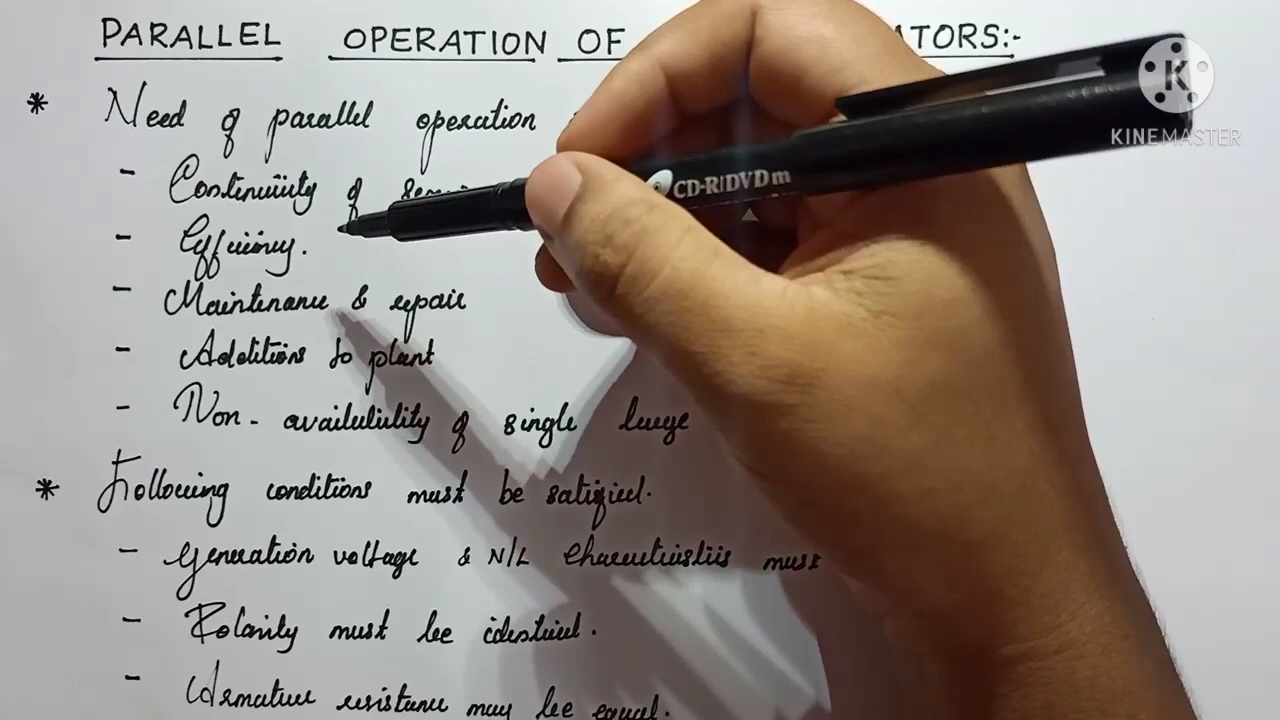 PARALLEL OPERATION OF ATORS:-
* Need of parallel operation
- Continuity of
- Efficiency.
- Maintenance & repair
- Additions to plant
- Non-availability of single large
* Following conditions must be satisfied.
- Generation voltage & N/L Characteristics must
- Polarity must be identical.
- Armature resistance may be equal.
CD-R/DVD m
K
KINEMASTER